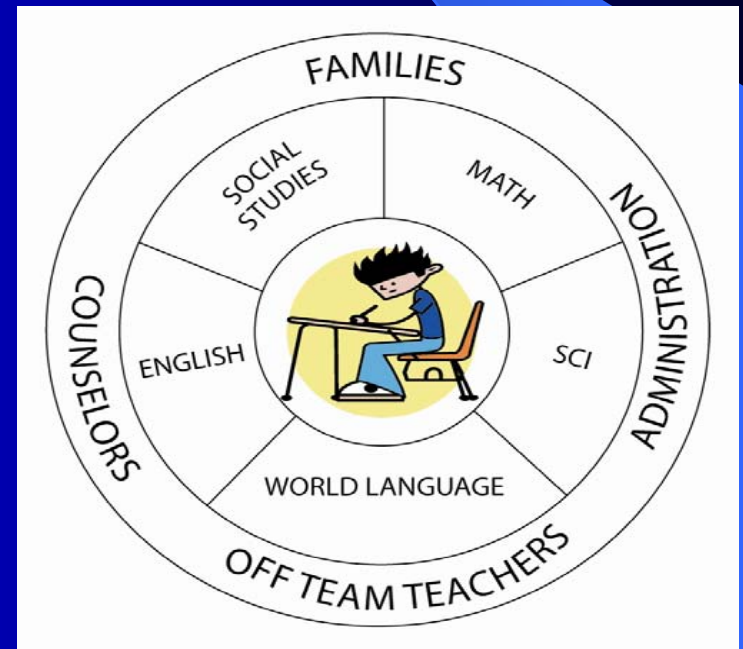 FAMILIES
SOCIAL
STUDIES
MATH
ADMINISTRATION
COUNSELORS
ENGLISH
SCI
WORLD LANGUAGE
OFF TEAM TEACHERS